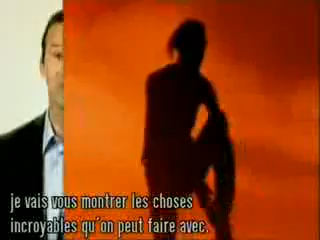 je vais vous montrer les choses
incroyables qu'on peut faire avec.